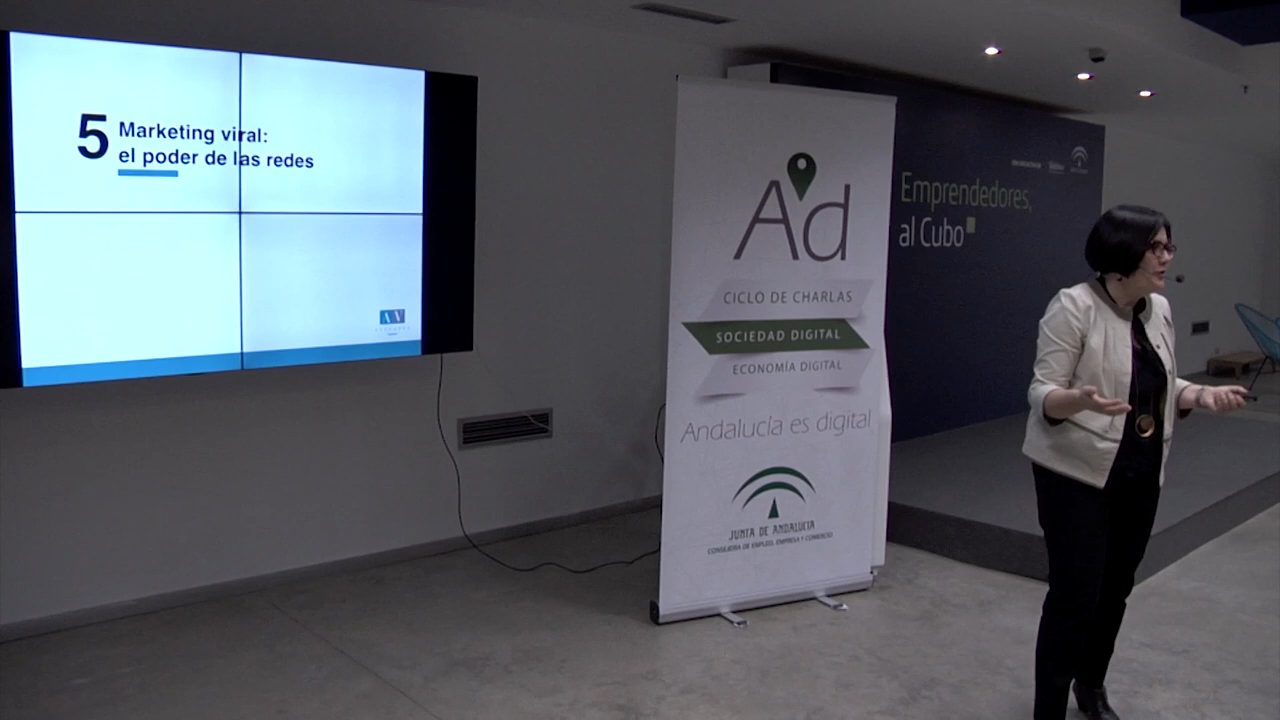 5
Marketing viral:
el poder de las redes
AV
Ad
CICLO DE CHARLAS
SOCIEDAD DIGITAL
ECONOMÍA DIGITAL
Andalucía es digital
JUNTA DE ANDALUCIA
CONSEJERÍA DE EMPLEO, EMPRESA Y COMERCIO
Emprendedores,
al Cubo